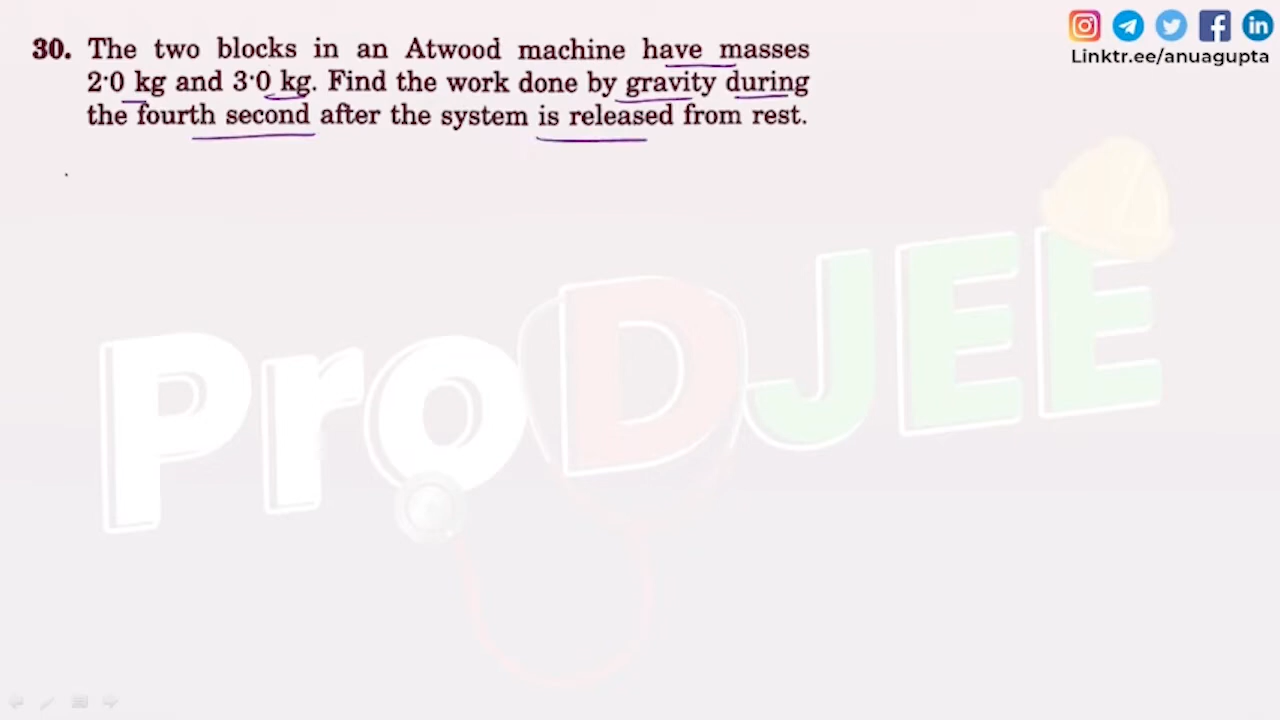 Linktr.ee/anuagupta
30. The two blocks in an Atwood machine have masses
2·0 kg and 3·0 kg. Find the work done by gravity during
the fourth second after the system is released from rest.
ProDJEE